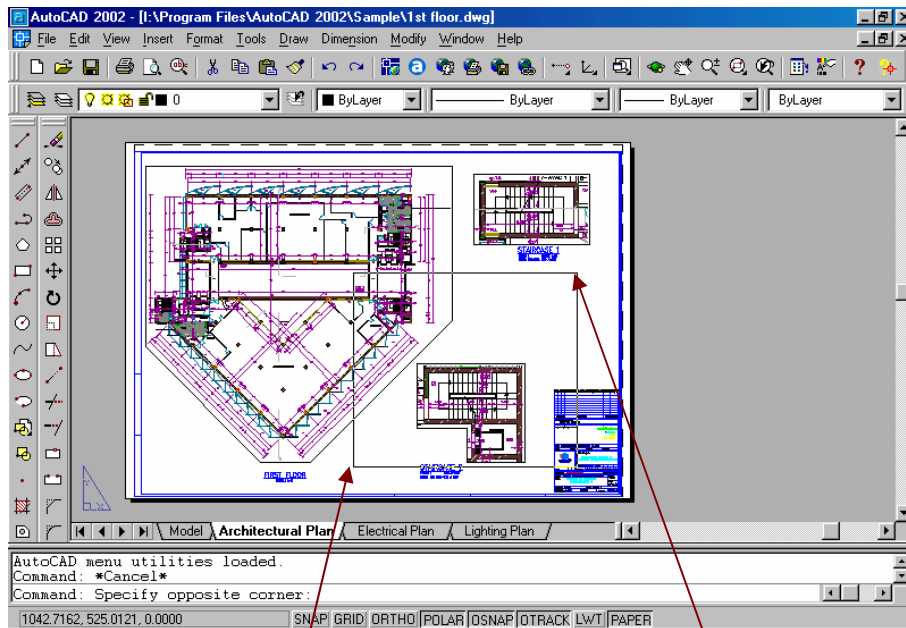 AutoCAD 2002 - [I:\Program Files\AutoCAD 2002\Sample\1st floor.dwg]
File Edit View Insert Format Tools Draw Dimension Modify Window Help
0 ByLayer ByLayer ByLayer ByLayer
STAIRCASE 1
FIRST FLOOR
Model Architectural Plan Electrical Plan Lighting Plan
AutoCAD menu utilities loaded.
Command: *Cancel*
Command: Specify opposite corner:
1042.7162, 525.0121, 0.0000 SNAP GRID ORTHO POLAR OSNAP OTRACK LWT PAPER